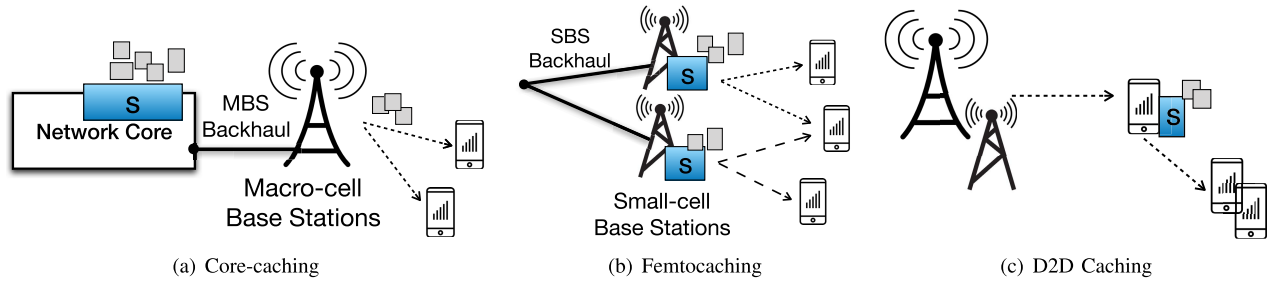 S
Network Core
MBS
Backhaul
Macro-cell
Base Stations
(a) Core-caching
SBS
Backhaul
S
S
Small-cell
Base Stations
(b) Femtocaching
S
(c) D2D Caching